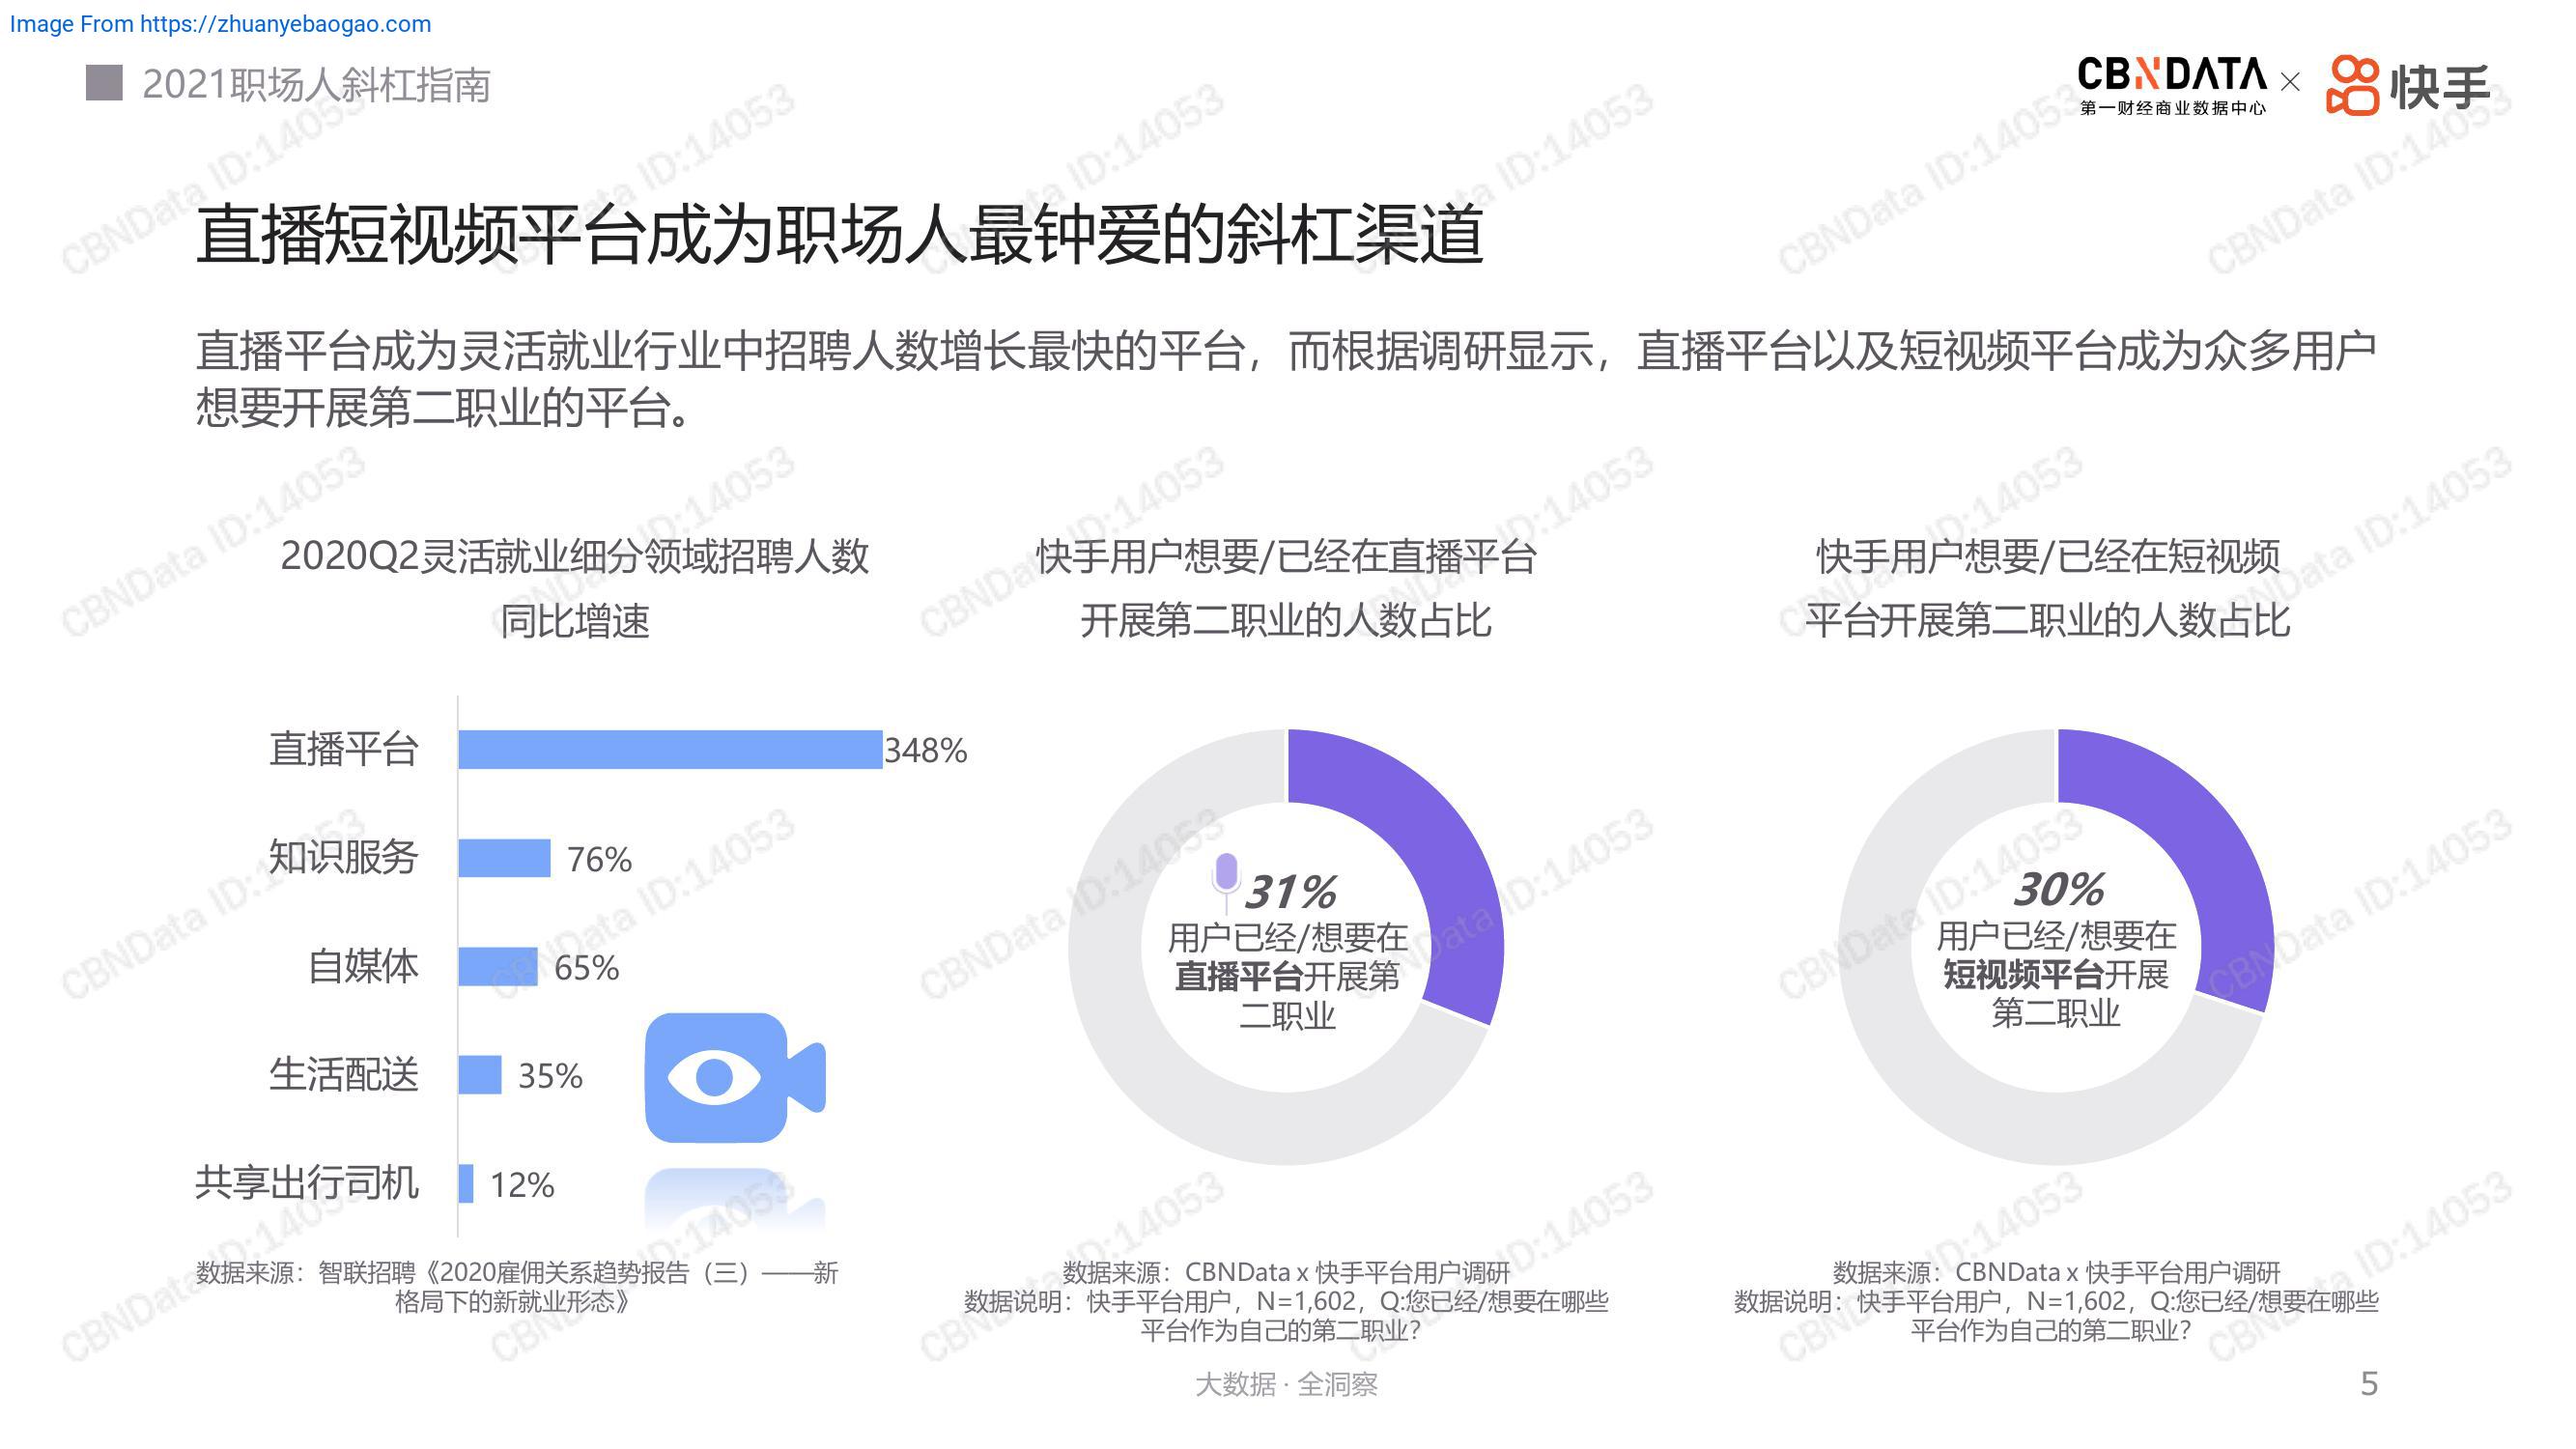 Image From https://zhuanyebaogao.com
2021职场人斜杠指南
CBNDATA
第一财经商业数据中心
×
快手
直播短视频平台成为职场人最钟爱的斜杠渠道
直播平台成为灵活就业行业中招聘人数增长最快的平台，而根据调研显示，直播平台以及短视频平台成为众多用户
想要开展第二职业的平台。
2020Q2灵活就业细分领域招聘人数
同比增速
直播平台
348%
知识服务
76%
自媒体
65%
生活配送
35%
共享出行司机
12%
数据来源：智联招聘《2020雇佣关系趋势报告（三）——新
格局下的新就业形态》
快手用户想要/已经在直播平台
开展第二职业的人数占比
31%
用户已经/想要在
直播平台开展第
二职业
数据来源：CBNData x 快手平台用户调研
数据说明：快手平台用户，N=1,602，Q:您已经/想要在哪些
平台作为自己的第二职业？
快手用户想要/已经在短视频
平台开展第二职业的人数占比
30%
用户已经/想要在
短视频平台开展
第二职业
数据来源：CBNData x 快手平台用户调研
数据说明：快手平台用户，N=1,602，Q:您已经/想要在哪些
平台作为自己的第二职业？
大数据 · 全洞察
5
CBNData ID:14053